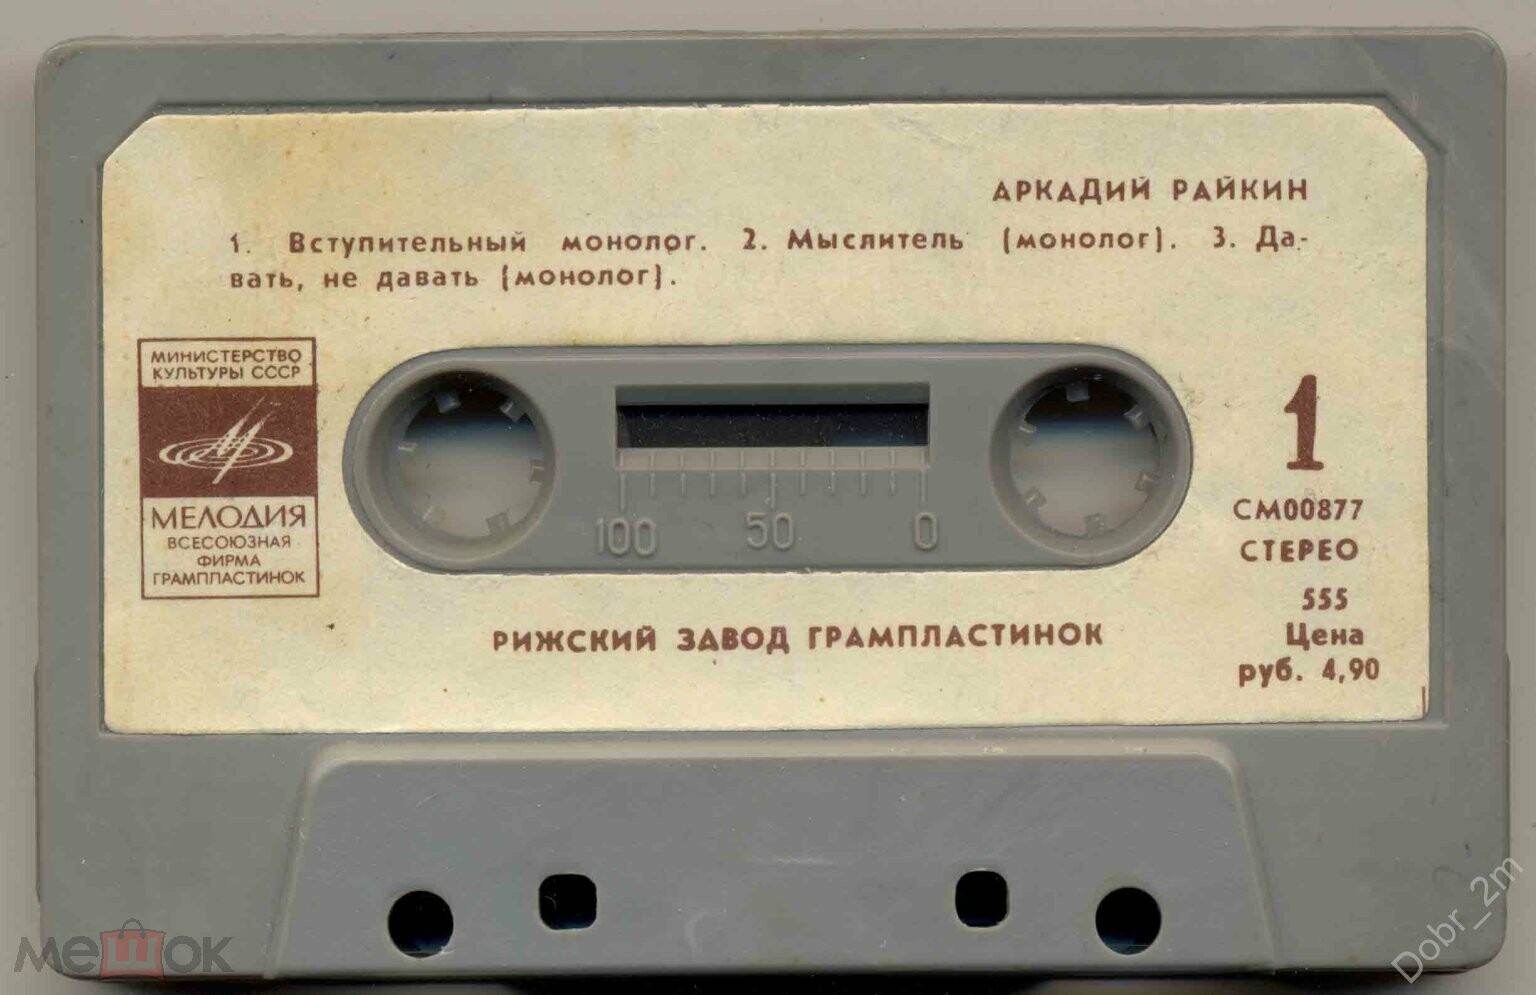 АРКАДИЙ РАЙКИН
1. Вступительный монолог. 2. Мыслитель (монолог). 3. Да-
вать, не давать (монолог).
МИНИСТЕРСТВО
КУЛЬТУРЫ СССР
МЕЛОДИЯ
ВСЕСОЮЗНАЯ
ФИРМА
ГРАМПЛАСТИНОК
100 50 0
1
СМ00877
СТЕРЕО
555
Цена
руб. 4,90
РИЖСКИЙ ЗАВОД ГРАМПЛАСТИНОК
мешок
Dobr_2m